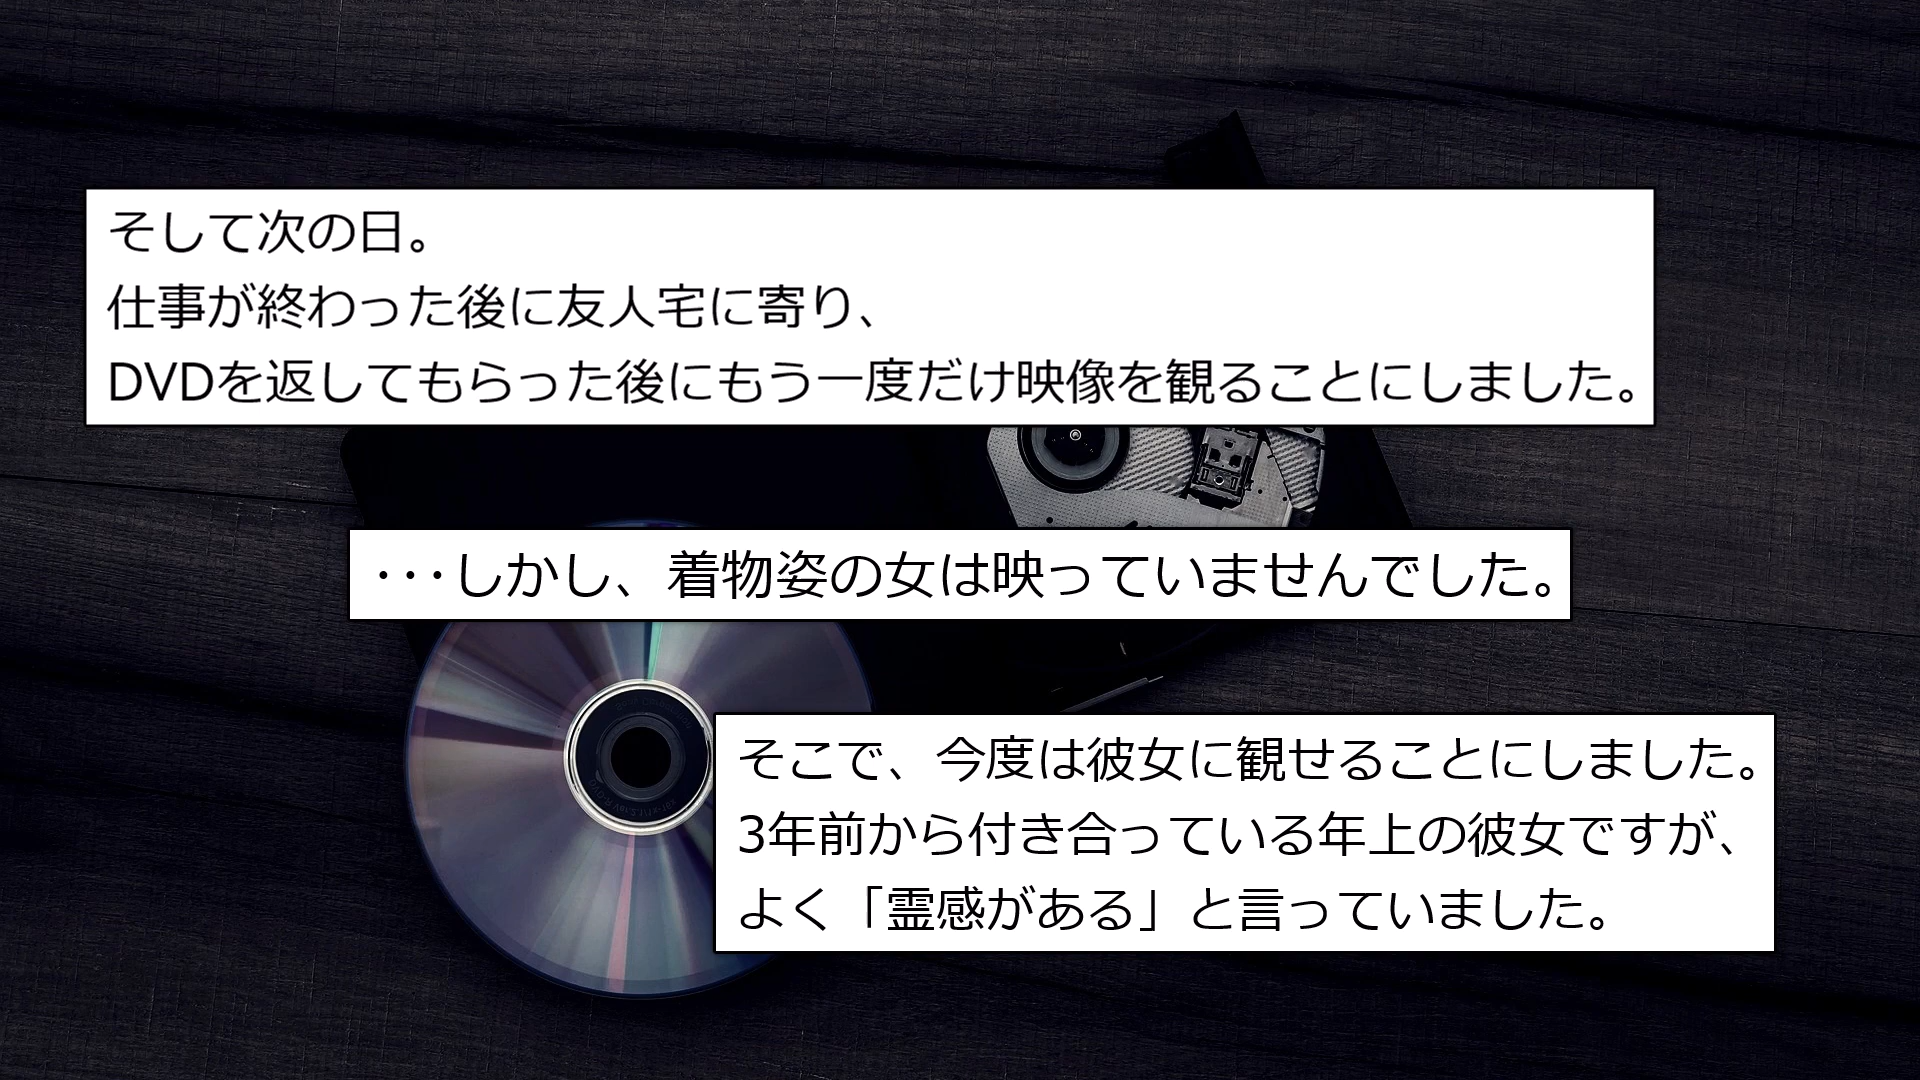 そして次の日。
仕事が終わった後に友人宅に寄り、
DVDを返してもらった後にもう一度だけ映像を観ることにしました。
･･･しかし、着物姿の女は映っていませんでした。
そこで、今度は彼女に観せることにしました。
3年前から付き合っている年上の彼女ですが、
よく「霊感がある」と言っていました。